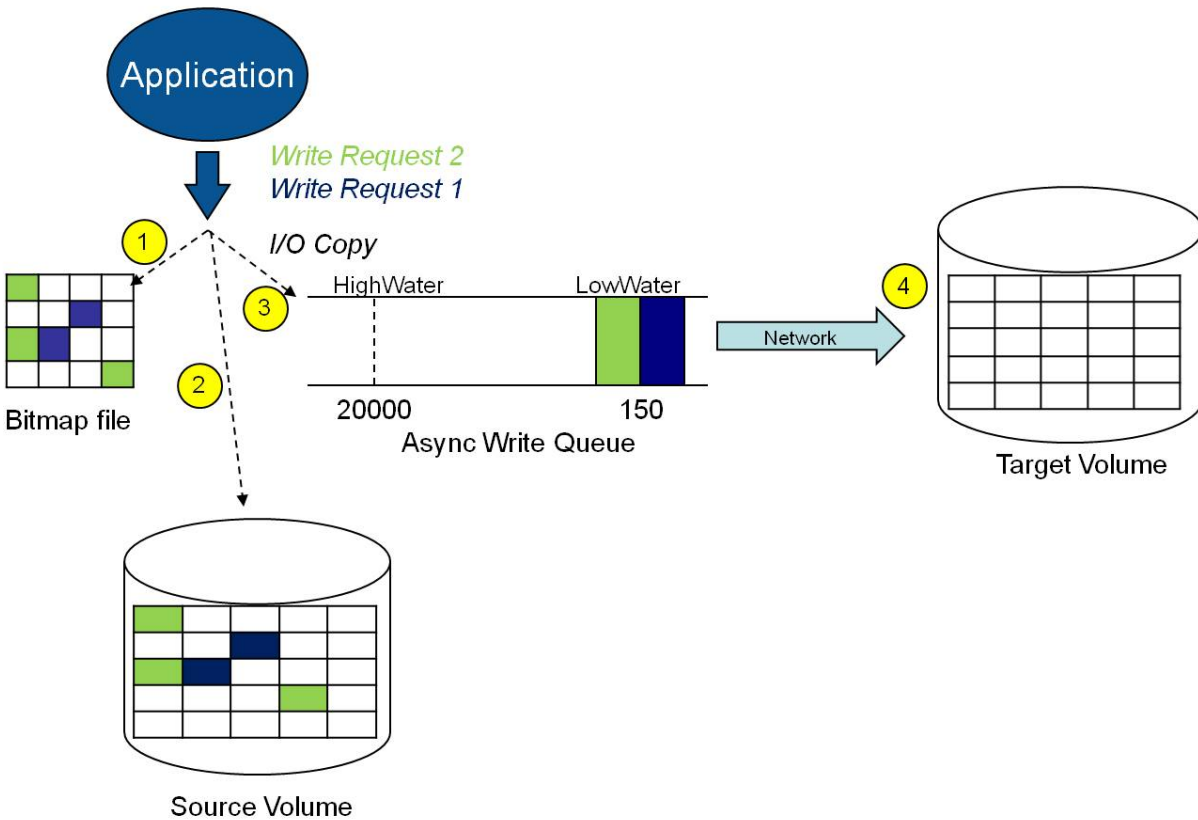 Application
Write Request 2
Write Request 1
I/O Copy
1
2
3
4
HighWater
LowWater
Network
20000
150
Async Write Queue
Bitmap file
Target Volume
Source Volume